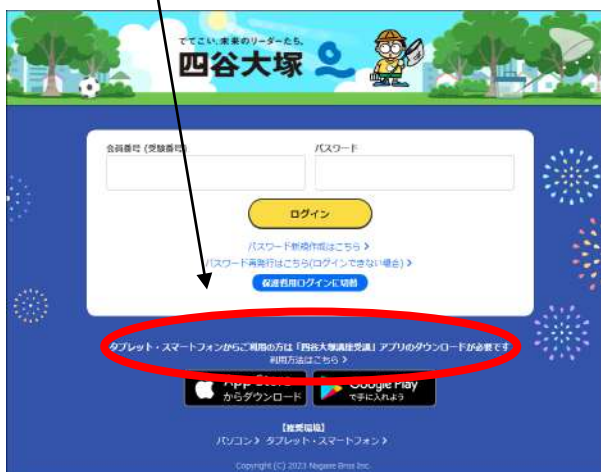 でてこい、未来のリーダーたち。
四谷大塚
会員番号 (受験番号)
パスワード
ログイン
パスワード新規作成はこちら >
パスワード再発行はこちら(ログインできない場合) >
保護者用ログインに切替
タブレット・スマートフォンからご利用の方は「四谷大塚講座受講」アプリのダウンロードが必要です
利用方法はこちら >
App Store
からダウンロード
Google Play
で手に入れよう
【推奨環境】
パソコン > タブレット・スマートフォン >
Copyright (C) 2023 Nagase Bros Inc.